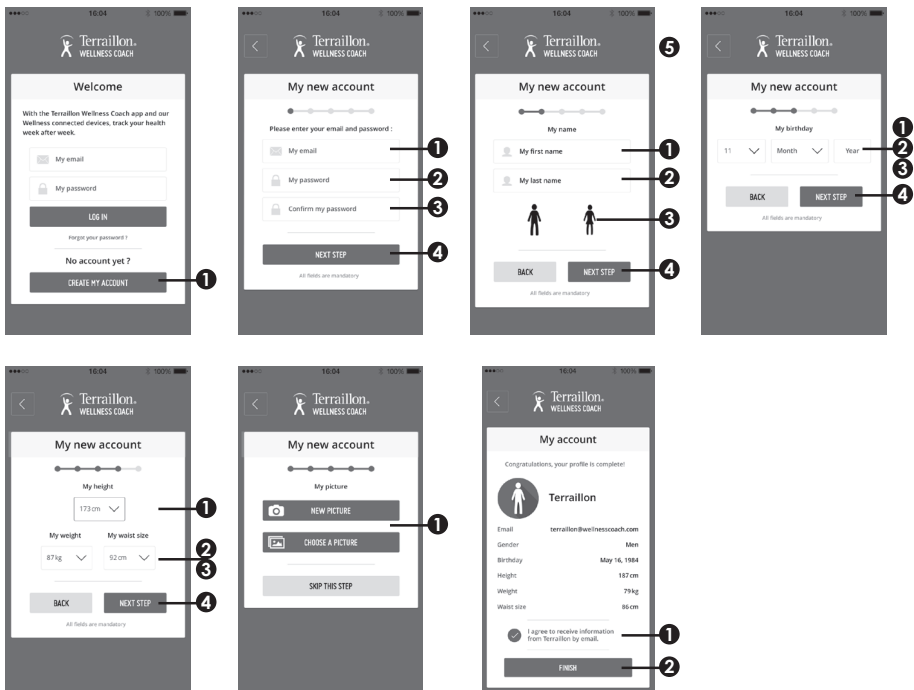 16:04
100%
Terraillon®
WELLNESS COACH
Welcome
With the Terraillon Wellness Coach app and our
Wellness connected devices, track your health
week after week.
My email
My password
LOG IN
Forgot your password ?
No account yet ?
CREATE MY ACCOUNT
1
16:04
100%
Terraillon®
WELLNESS COACH
My new account
Please enter your email and password :
My email
1
My password
2
Confirm my password
3
NEXT STEP
4
All fields are mandatory
16:04
100%
Terraillon®
WELLNESS COACH
5
My new account
My name
My first name
1
My last name
2
3
BACK
NEXT STEP
4
All fields are mandatory
16:04
100%
Terraillon®
WELLNESS COACH
My new account
My birthday
11
Month
Year
1
2
3
BACK
NEXT STEP
4
All fields are mandatory
16:04
100%
Terraillon®
WELLNESS COACH
My new account
My height
173 cm
1
My weight
My waist size
87 kg
92 cm
2
3
BACK
NEXT STEP
4
All fields are mandatory
16:04
100%
Terraillon®
WELLNESS COACH
My new account
My picture
NEW PICTURE
1
CHOOSE A PICTURE
SKIP THIS STEP
16:04
100%
Terraillon®
WELLNESS COACH
My account
Congratulations, your profile is complete!
Terraillon
Email terraillon@wellnesscoach.com
Gender Men
Birthday May 16, 1984
Height 187 cm
Weight 79 kg
Waist size 86 cm
I agree to receive information
from Terraillon by email.
1
FINISH
2